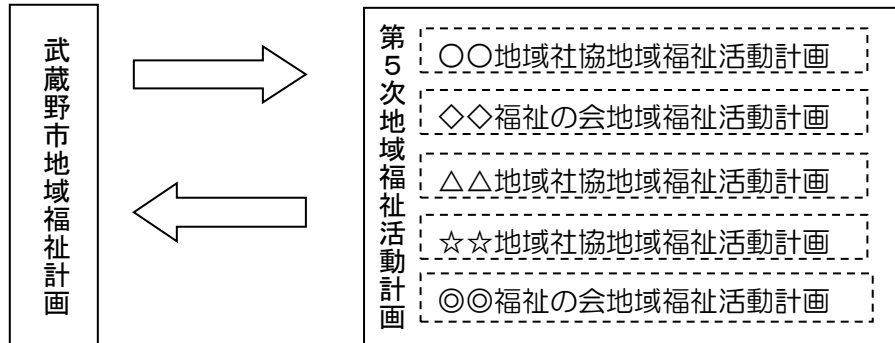 武蔵野市地域福祉計画
第５次地域福祉活動計画
〇〇地域社協地域福祉活動計画
◇◇福祉の会地域福祉活動計画
△△地域社協地域福祉活動計画
☆☆地域社協地域福祉活動計画
◎◎福祉の会地域福祉活動計画